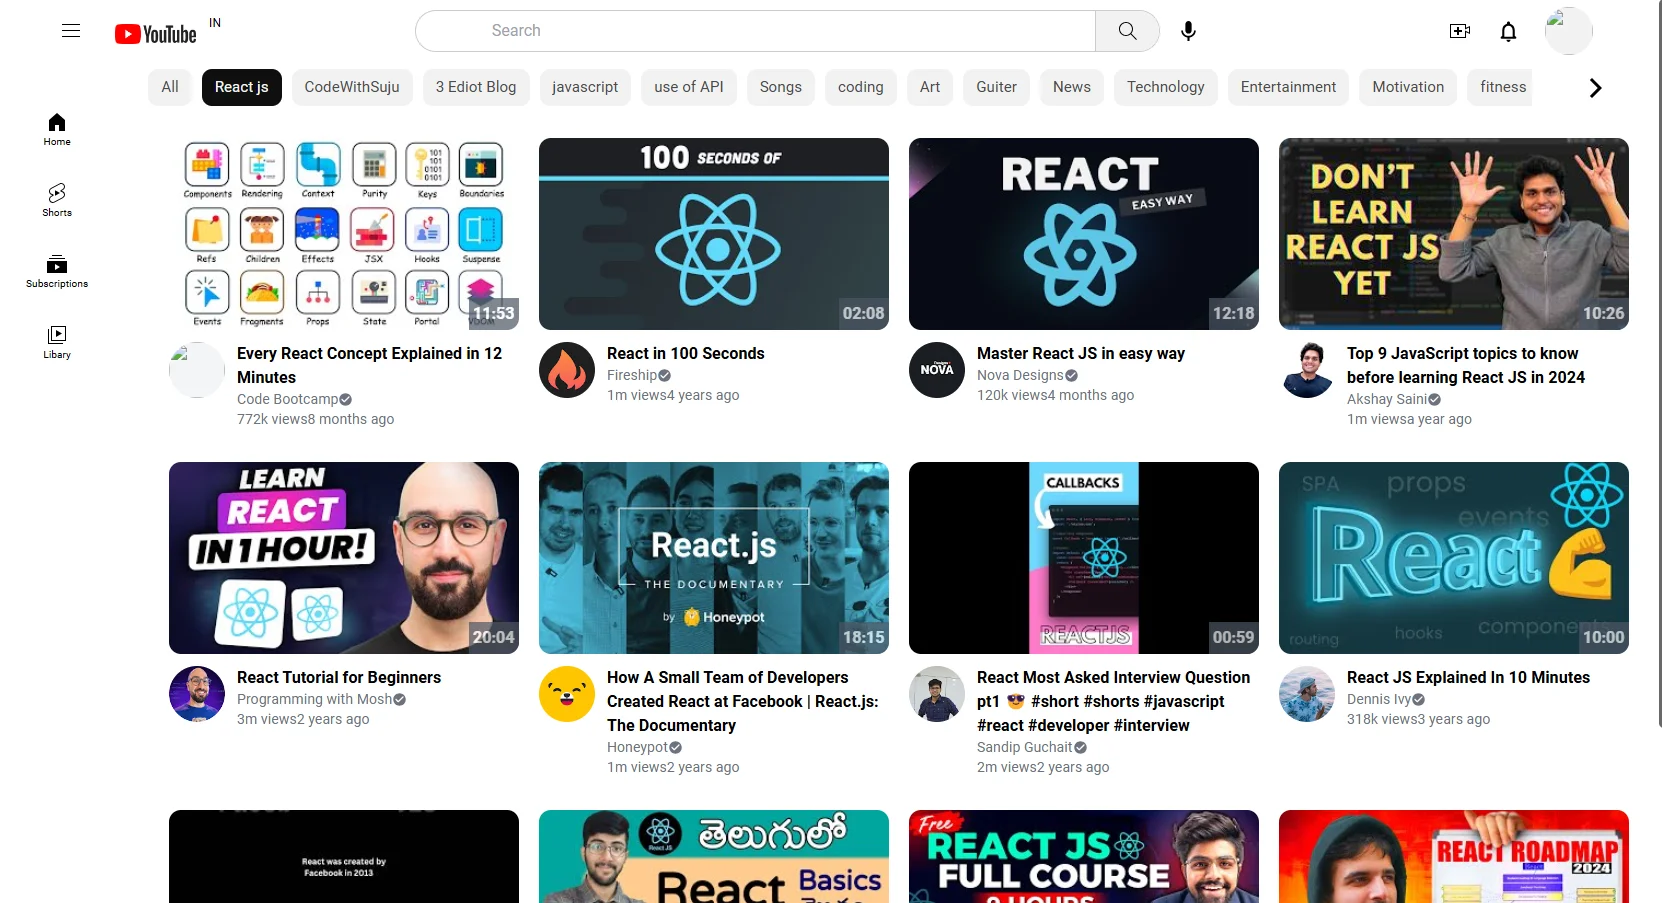 YouTube IN
Search
All React js CodeWithSuju 3 Ediot Blog javascript use of API Songs coding Art Guiter News Technology Entertainment Motivation fitness
Home
Shorts
Subscriptions
Libary
Components Rendering Context Purity Keys Boundaries
101
101
0101
Refs Children Effects JSX Hooks Suspense
Events Fragments Props State Portal VDOM
11:53
Every React Concept Explained in 12
Minutes
Code Bootcamp
772k views8 months ago
100 SECONDS OF
02:08
React in 100 Seconds
Fireship
1m views4 years ago
REACT
EASY WAY
12:18
NOVA
Master React JS in easy way
Nova Designs
120k views4 months ago
DON'T
LEARN
REACT JS
YET
10:26
Top 9 JavaScript topics to know
before learning React JS in 2024
Akshay Saini
1m viewsa year ago
LEARN
REACT
IN 1 HOUR!
20:04
React Tutorial for Beginners
Programming with Mosh
3m views2 years ago
React.js
THE DOCUMENTARY
by Honeypot
18:15
How A Small Team of Developers
Created React at Facebook | React.js:
The Documentary
Honeypot
1m views2 years ago
CALLBACKS
REACTJS
00:59
React Most Asked Interview Question
pt1 😎 #short #shorts #javascript
#react #developer #interview
Sandip Guchait
2m views2 years ago
SPA props
events
React
routing hooks components
10:00
React JS Explained In 10 Minutes
Dennis Ivy
318k views3 years ago
React was created by
Facebook in 2013
React JS
తెలుగులో
React Basics
Free
REACT JS
FULL COURSE
9 HOURS
REACT ROADMAP
2024
React